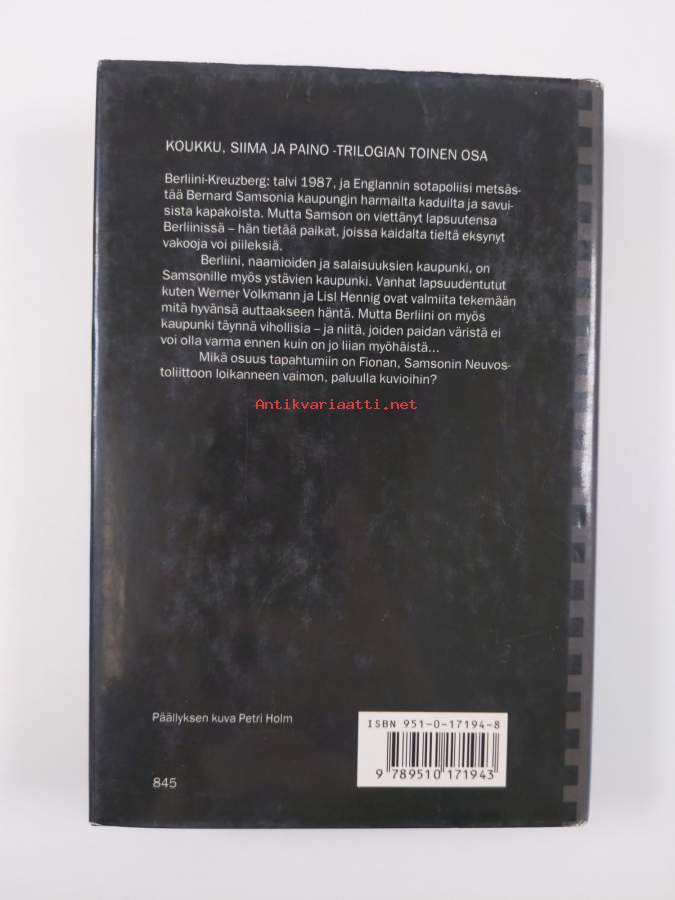 KOUKKU, SIIMA JA PAINO -TRILOGIAN TOINEN OSA
Berliini-Kreuzberg: talvi 1987, ja Englannin sotapoliisi metsäs-
tää Bernard Samsonia kaupungin harmailta kaduilta ja savui-
sista kapakoista. Mutta Samson on viettänyt lapsuutensa
Berliinissä – hän tietää paikat, joissa kaidalta tieltä eksynyt
vakooja voi piileksiä.
Berliini, naamioiden ja salaisuuksien kaupunki, on
Samsonille myös ystävien kaupunki. Vanhat lapsuudentutut
kuten Werner Volkmann ja Lisl Hennig ovat valmiita tekemään
mitä hyvänsä auttaakseen häntä. Mutta Berliini on myös
kaupunki täynnä vihollisia – ja niitä, joiden paidan väristä ei
voi olla varma ennen kuin on jo liian myöhäistä...
Mikä osuus tapahtumiin on Fionan, Samsonin Neuvos-
toliittoon loikanneen vaimon, paluulla kuvioihin?
Antikvariaatti.net
Päällyksen kuva Petri Holm
845
ISBN 951-0-17194-8
9 789510 171943